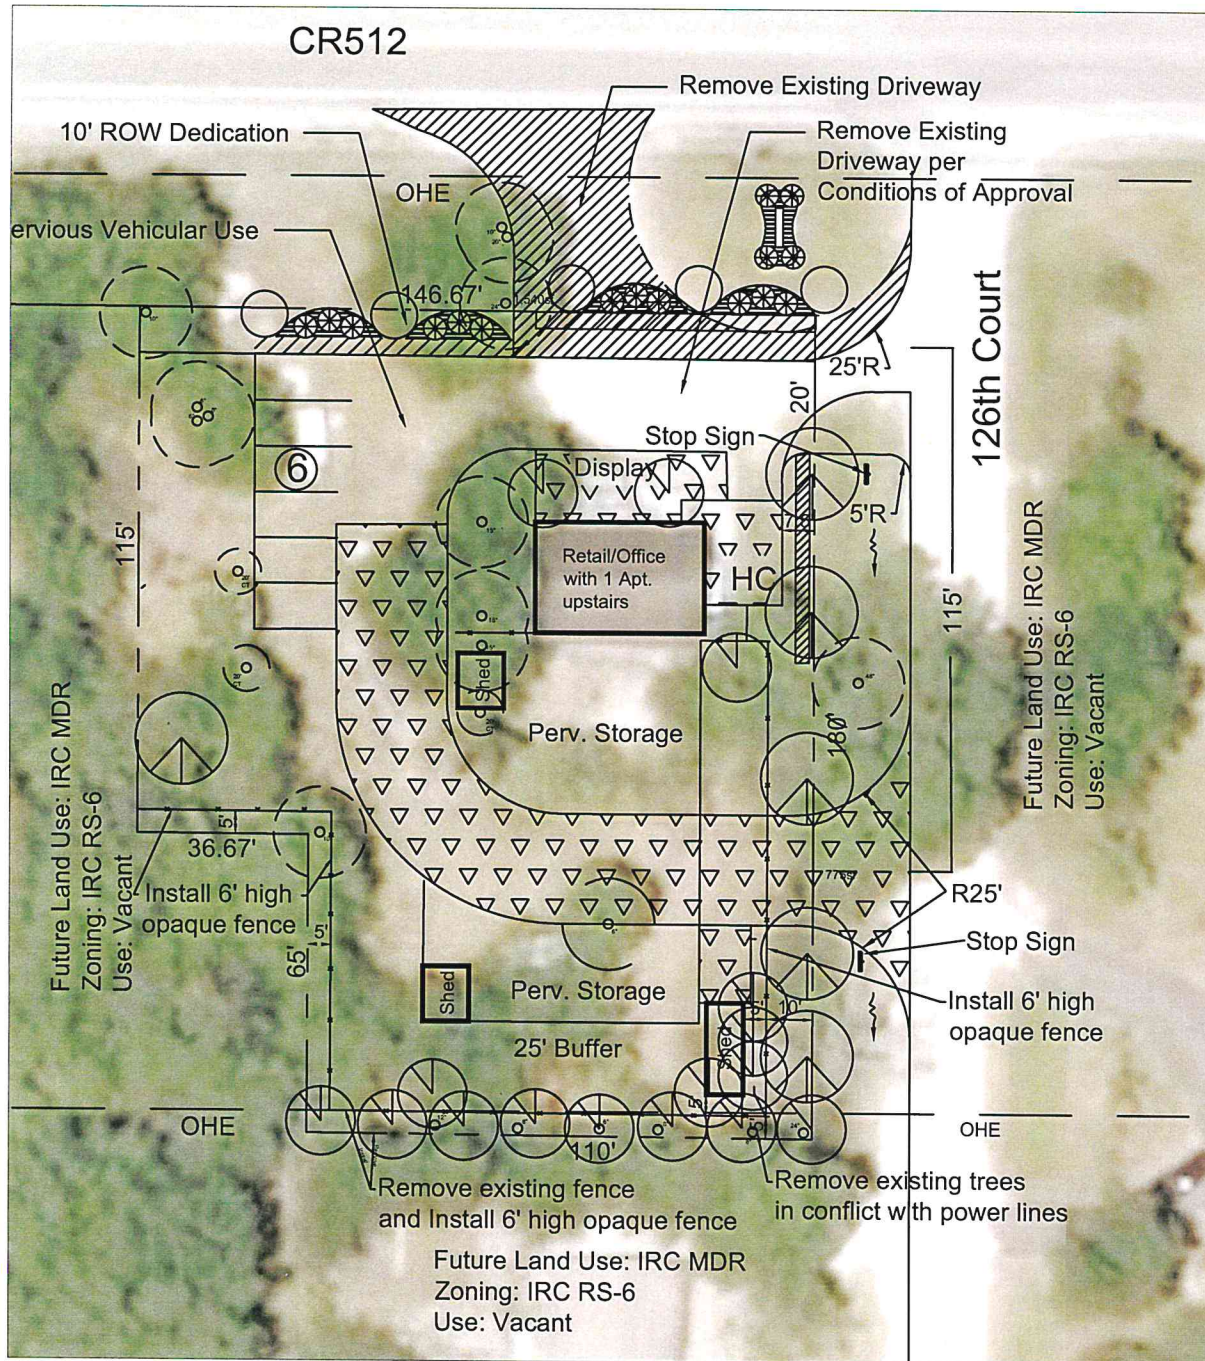 CR512
Remove Existing Driveway
10' ROW Dedication
Remove Existing
Driveway per
Conditions of Approval
OHE
ervious Vehicular Use
146.67'
25'R
126th Court
20'
Stop Sign
Display
6
5'R
115'
Retail/Office
with 1 Apt.
upstairs
HC
115'
Future Land Use: IRC MDR
Zoning: IRC RS-6
Use: Vacant
Shed
Perv. Storage
180'
Future Land Use: IRC MDR
Zoning: IRC RS-6
Use: Vacant
5'
36.67'
Install 6' high
opaque fence
R25'
5'
65'
Stop Sign
Shed
Perv. Storage
Install 6' high
opaque fence
5'
10'
25' Buffer
Shed
5'
5'
OHE
OHE
110'
Remove existing fence
and Install 6' high opaque fence
Remove existing trees
in conflict with power lines
Future Land Use: IRC MDR
Zoning: IRC RS-6
Use: Vacant